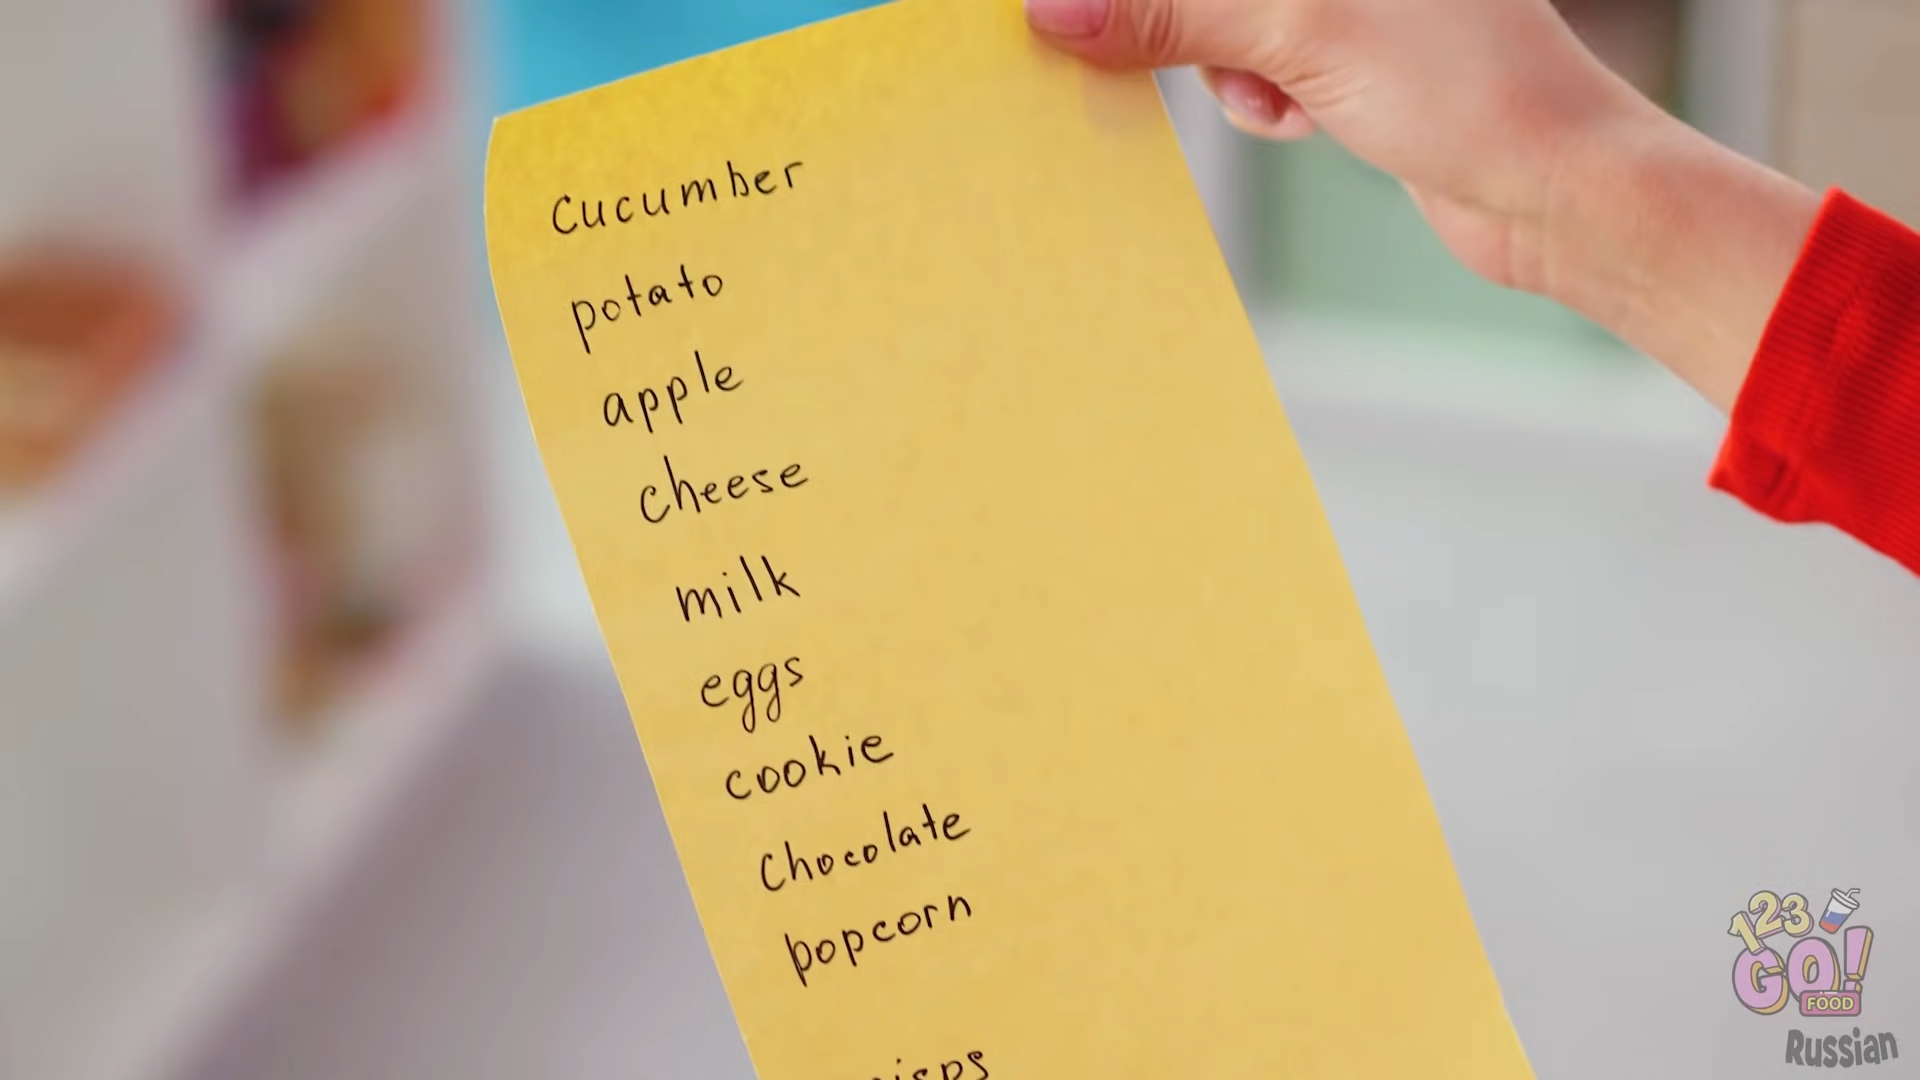 Cucumber
potato
apple
cheese
milk
eggs
cookie
Chocolate
popcorn
123
GO!
FOOD
Russian